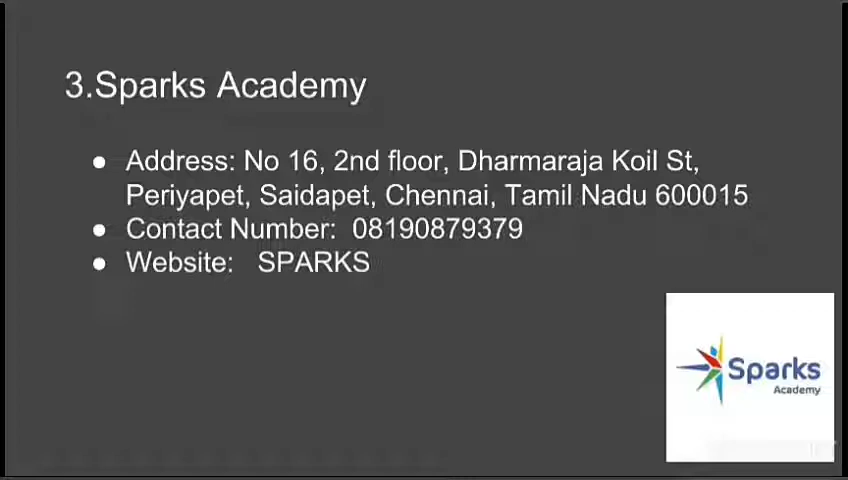 3.Sparks Academy
● Address: No 16, 2nd floor, Dharmaraja Koil St,
Periyapet, Saidapet, Chennai, Tamil Nadu 600015
● Contact Number: 08190879379
● Website: SPARKS
Sparks
Academy